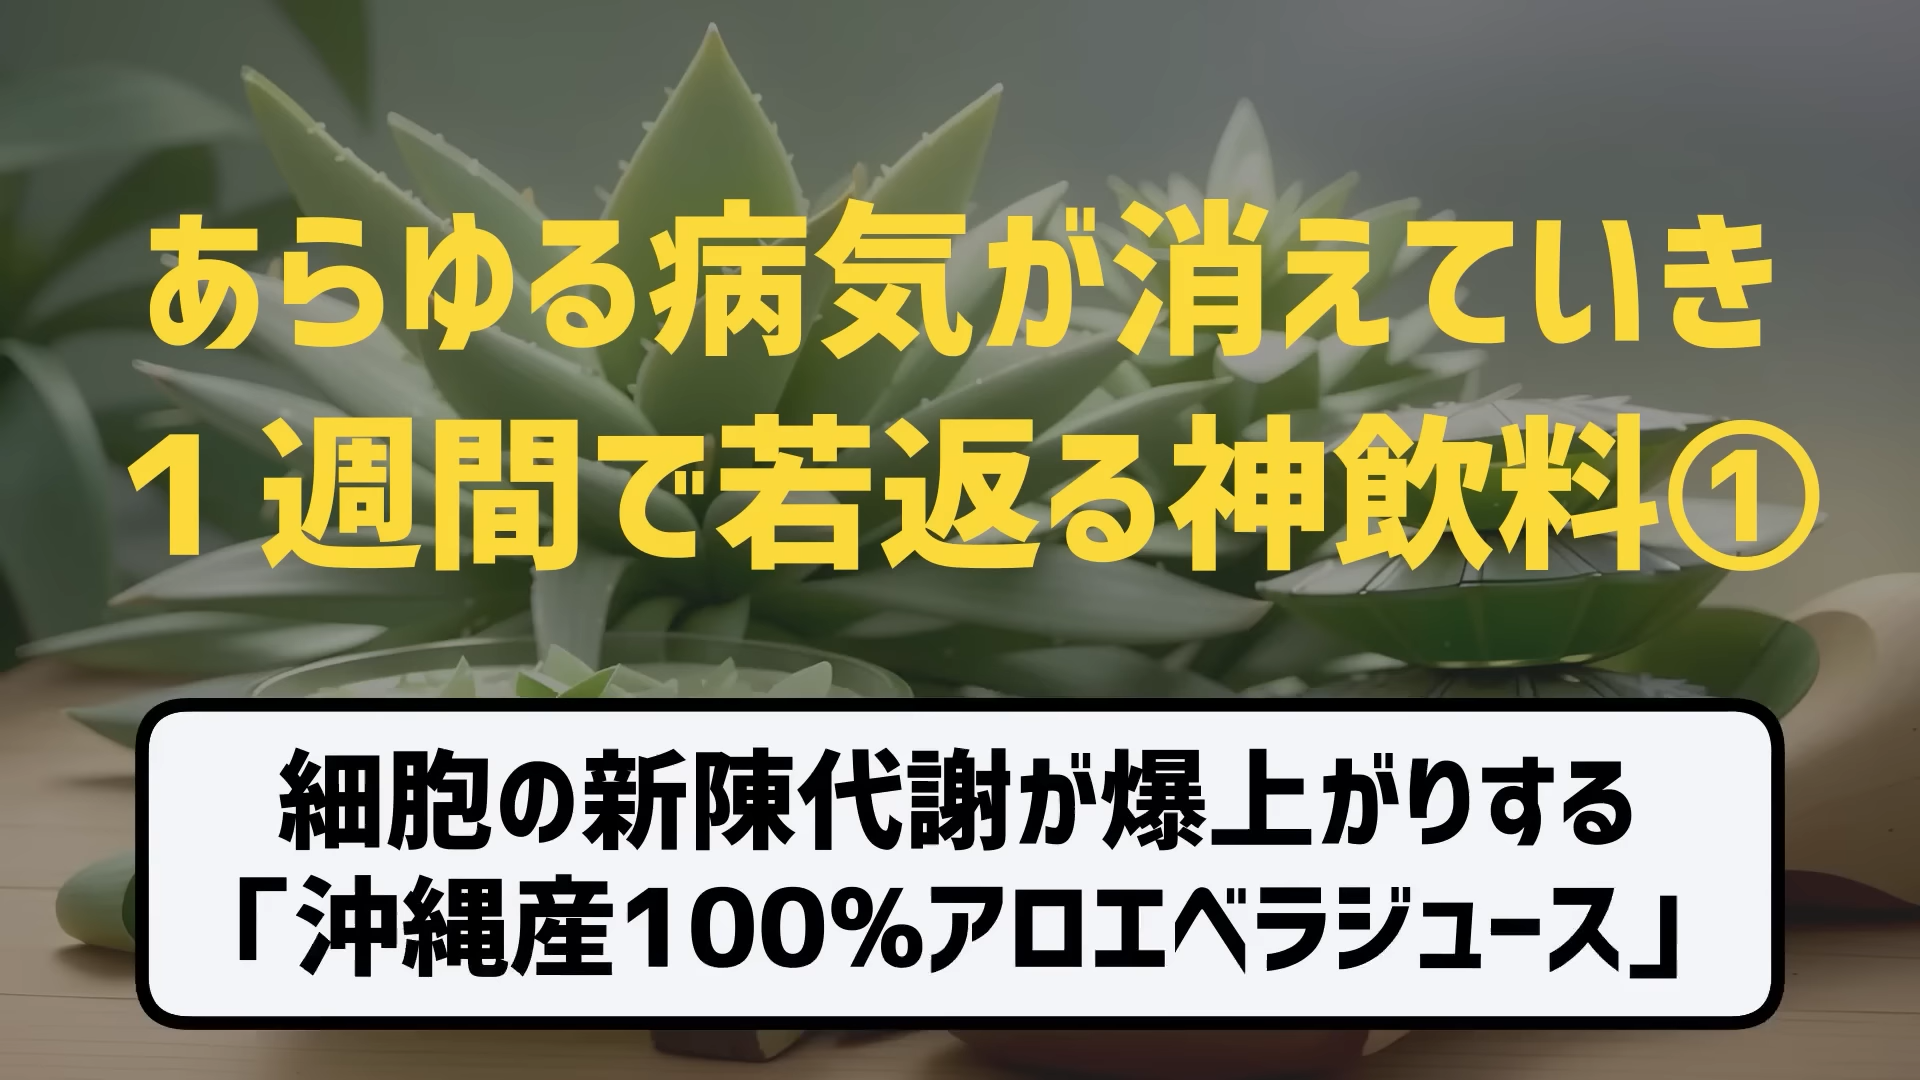 あらゆる病気が消えていき
1週間で若返る神飲料①
細胞の新陳代謝が爆上がりする
「沖縄産100%アロエベラジュース」